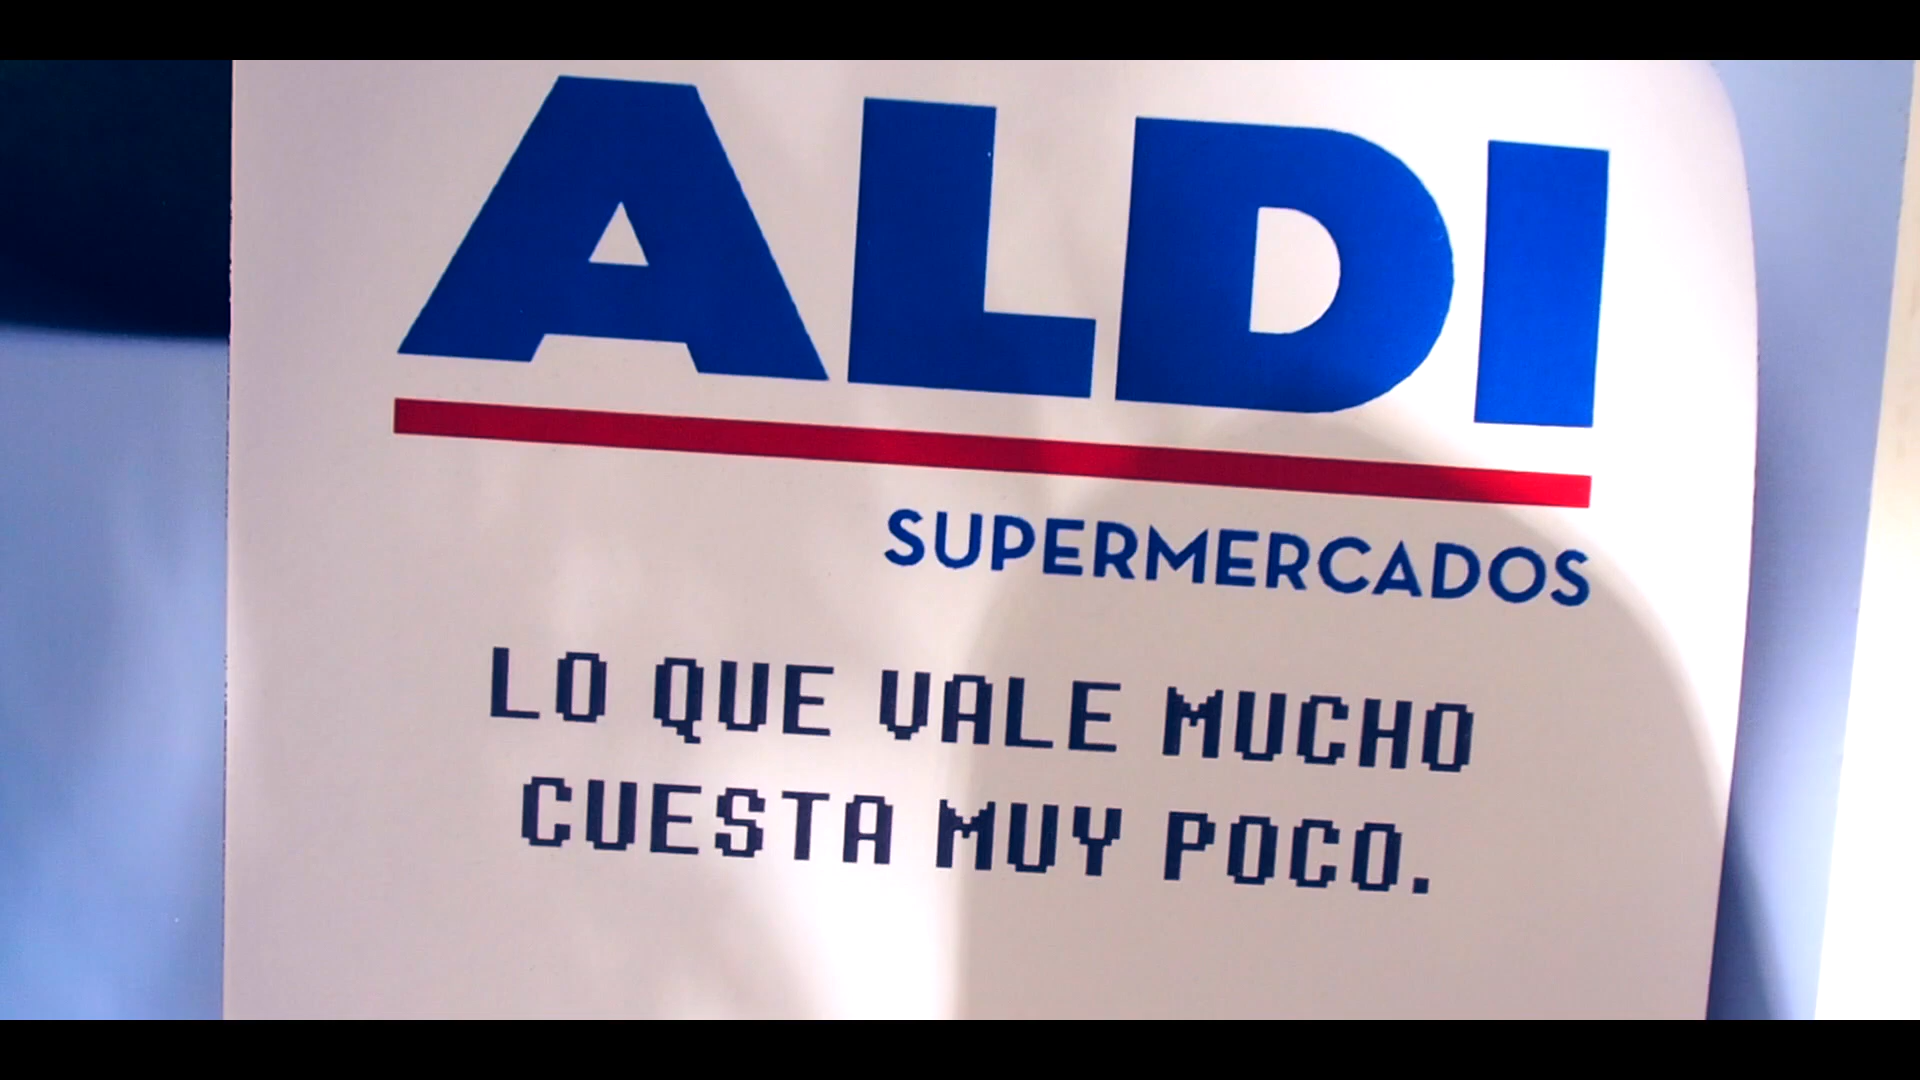 ALDI
SUPERMERCADOS
LO QUE VALE MUCHO
CUESTA MUY POCO.